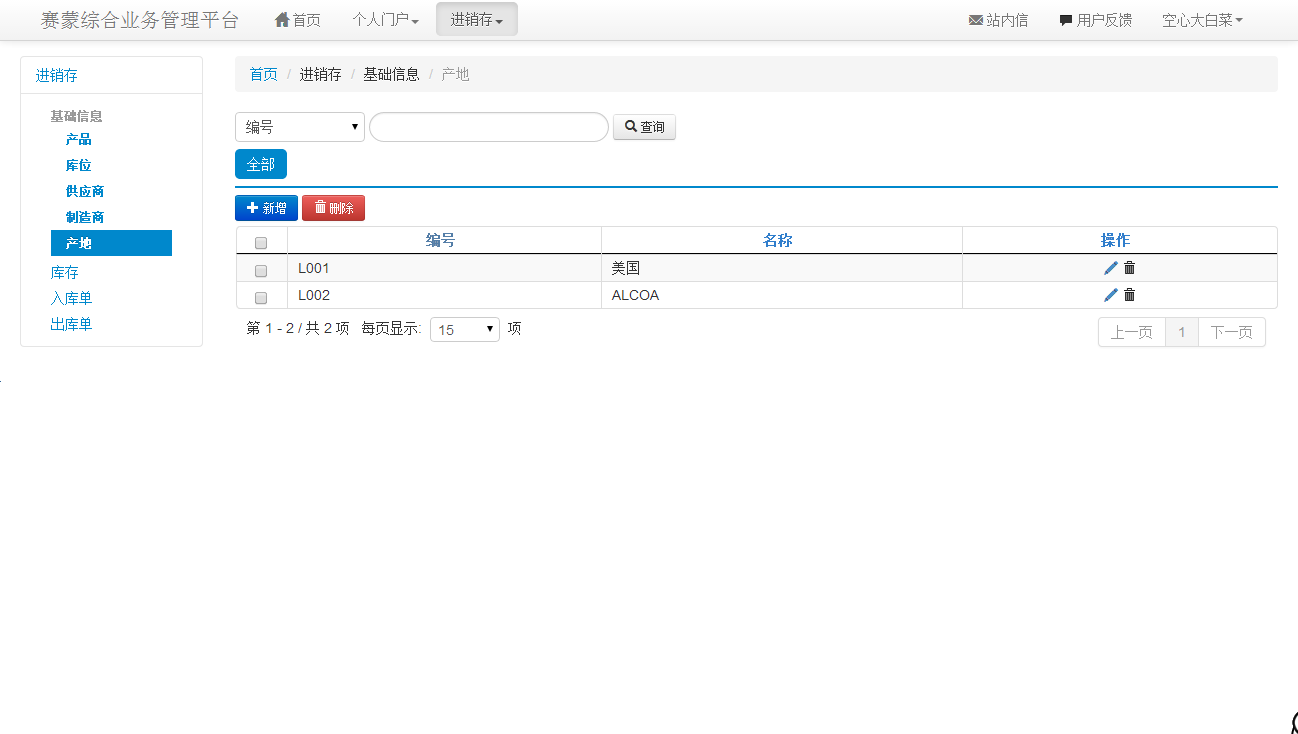 赛蒙综合业务管理平台 首页 个人门户 进销存 站内信 用户反馈 空心大白菜
进销存
首页 / 进销存 / 基础信息 / 产地
基础信息
产品
库位
供应商
制造商
产地
库存
入库单
出库单
编号 查询
全部
新增 删除
编号 名称 操作
L001 美国
L002 ALCOA
第 1 - 2 / 共 2 项 每页显示: 15 项
上一页 1 下一页